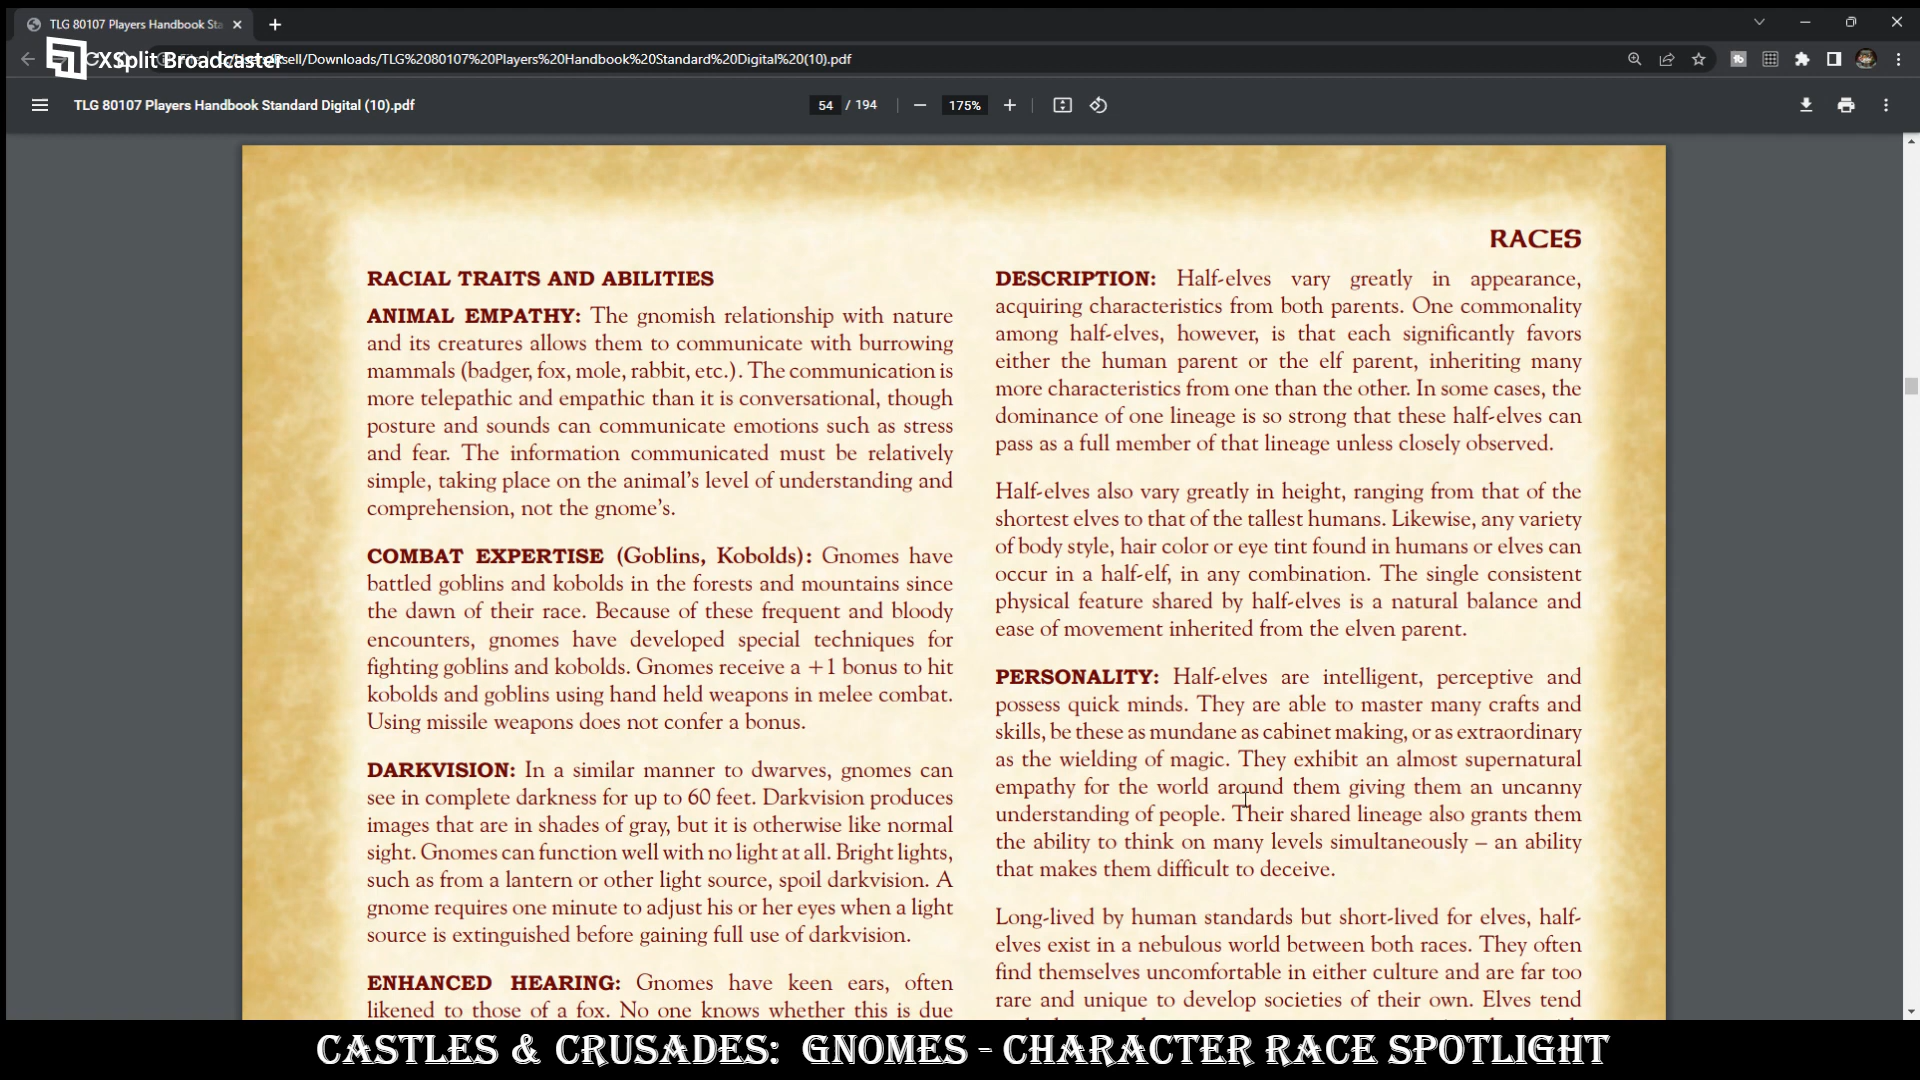 TLG 80107 Players Handbook Sta
XSplit Broadcaster
/Downloads/TLG%2080107%20Players%20Handbook%20Standard%20Digital%20(10).pdf
TLG 80107 Players Handbook Standard Digital (10).pdf
54 / 194
175%
RACES
RACIAL TRAITS AND ABILITIES
ANIMAL EMPATHY: The gnomish relationship with nature
and its creatures allows them to communicate with burrowing
mammals (badger, fox, mole, rabbit, etc.). The communication is
more telepathic and empathic than it is conversational, though
posture and sounds can communicate emotions such as stress
and fear. The information communicated must be relatively
simple, taking place on the animal's level of understanding and
comprehension, not the gnome's.
COMBAT EXPERTISE (Goblins, Kobolds): Gnomes have
battled goblins and kobolds in the forests and mountains since
the dawn of their race. Because of these frequent and bloody
encounters, gnomes have developed special techniques for
fighting goblins and kobolds. Gnomes receive a +1 bonus to hit
kobolds and goblins using hand held weapons in melee combat.
Using missile weapons does not confer a bonus.
DARKVISION: In a similar manner to dwarves, gnomes can
see in complete darkness for up to 60 feet. Darkvision produces
images that are in shades of gray, but it is otherwise like normal
sight. Gnomes can function well with no light at all. Bright lights,
such as from a lantern or other light source, spoil darkvision. A
gnome requires one minute to adjust his or her eyes when a light
source is extinguished before gaining full use of darkvision.
ENHANCED HEARING: Gnomes have keen ears, often
likened to those of a fox. No one knows whether this is due
DESCRIPTION: Half-elves vary greatly in appearance,
acquiring characteristics from both parents. One commonality
among half-elves, however, is that each significantly favors
either the human parent or the elf parent, inheriting many
more characteristics from one than the other. In some cases, the
dominance of one lineage is so strong that these half-elves can
pass as a full member of that lineage unless closely observed.
Half-elves also vary greatly in height, ranging from that of the
shortest elves to that of the tallest humans. Likewise, any variety
of body style, hair color or eye tint found in humans or elves can
occur in a half-elf, in any combination. The single consistent
physical feature shared by half-elves is a natural balance and
ease of movement inherited from the elven parent.
PERSONALITY: Half-elves are intelligent, perceptive and
possess quick minds. They are able to master many crafts and
skills, be these as mundane as cabinet making, or as extraordinary
as the wielding of magic. They exhibit an almost supernatural
empathy for the world around them giving them an uncanny
understanding of people. Their shared lineage also grants them
the ability to think on many levels simultaneously – an ability
that makes them difficult to deceive.
Long-lived by human standards but short-lived for elves, half-
elves exist in a nebulous world between both races. They often
find themselves uncomfortable in either culture and are far too
rare and unique to develop societies of their own. Elves tend
CASTLES & CRUSADES: GNOMES - CHARACTER RACE SPOTLIGHT